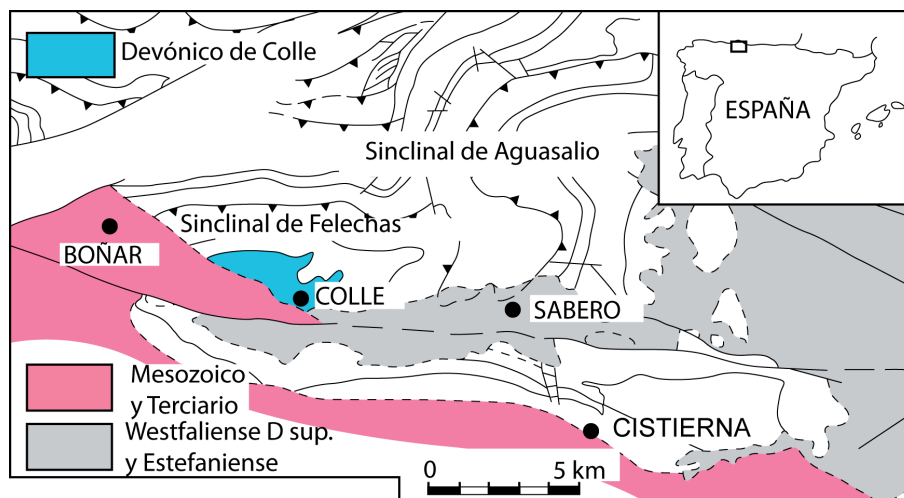 Devónico de Colle
ESPAÑA
Sinclinal de Aguasalio
Sinclinal de Felechas
BOÑAR
COLLE
SABERO
Mesozoico
y Terciario
Westfaliense D sup.
y Estefaniense
CISTIERNA
0 5 km